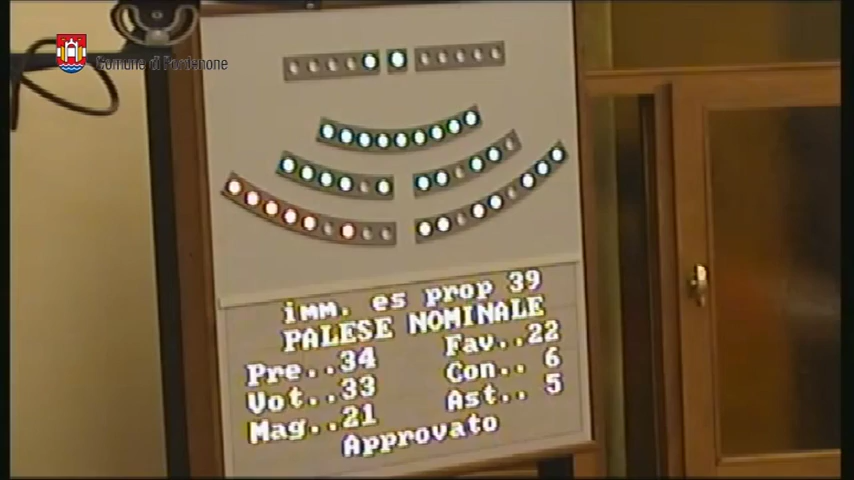 Comune di Pordenone
imm. es prop 39
PALESE NOMINALE
Pre..34 Fav..22
Vot..33 Con.. 6
Mag..21 Ast.. 5
Approvato